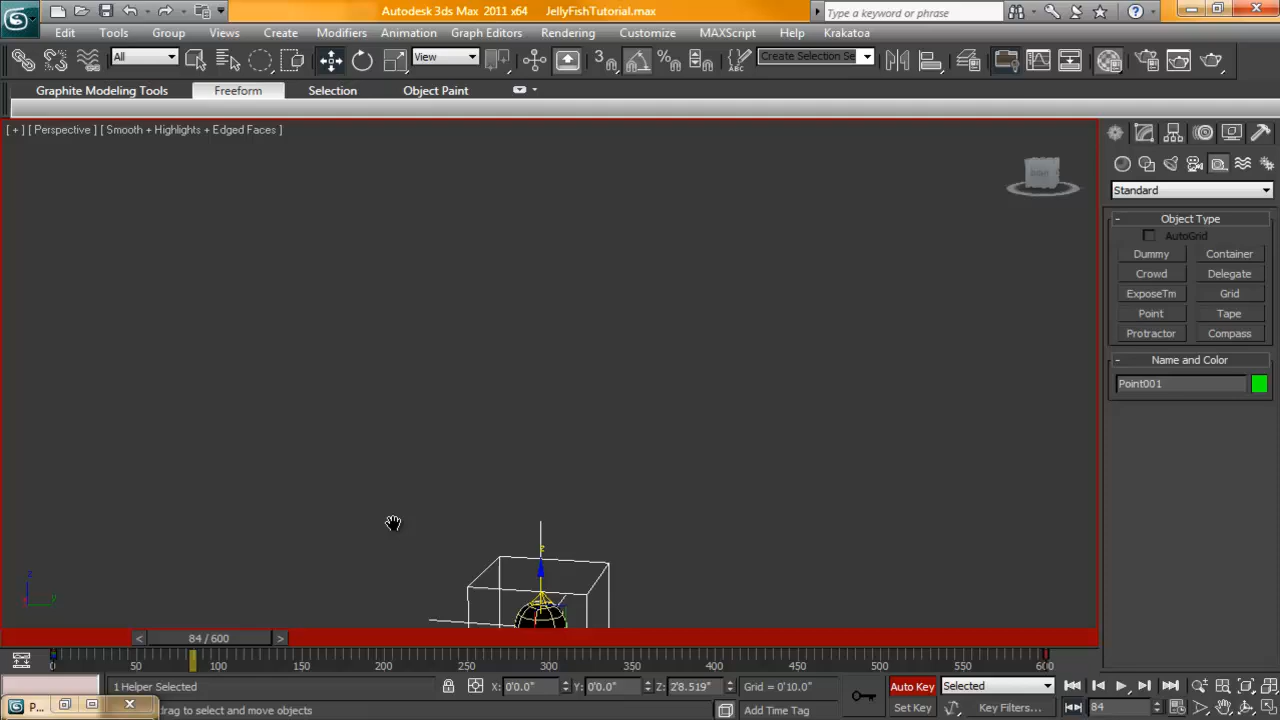 Autodesk 3ds Max 2011 x64 JellyFishTutorial.max
Type a keyword or phrase
Edit Tools Group Views Create Modifiers Animation Graph Editors Rendering Customize MAXScript Help Krakatoa
All View Create Selection Se
Graphite Modeling Tools Freeform Selection Object Paint
[ + ] [ Perspective ] [ Smooth + Highlights + Edged Faces ]
Standard
- Object Type
AutoGrid
Dummy Container
Crowd Delegate
ExposeTm Grid
Point Tape
Protractor Compass
- Name and Color
Point001
z
z
y
< 84 / 600 >
0 50 100 150 200 250 300 350 400 450 500 550 600
1 Helper Selected X: 0'0.0" Y: 0'0.0" Z: 2'8.519" Grid = 0'10.0" Auto Key Selected
P... drag to select and move objects Add Time Tag Set Key Key Filters... 84